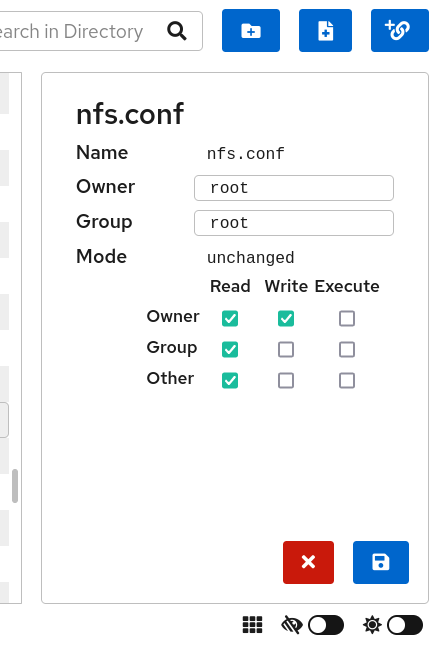 earch in Directory
nfs.conf
Name nfs.conf
Owner root
Group root
Mode unchanged
Read Write Execute
Owner
Group
Other